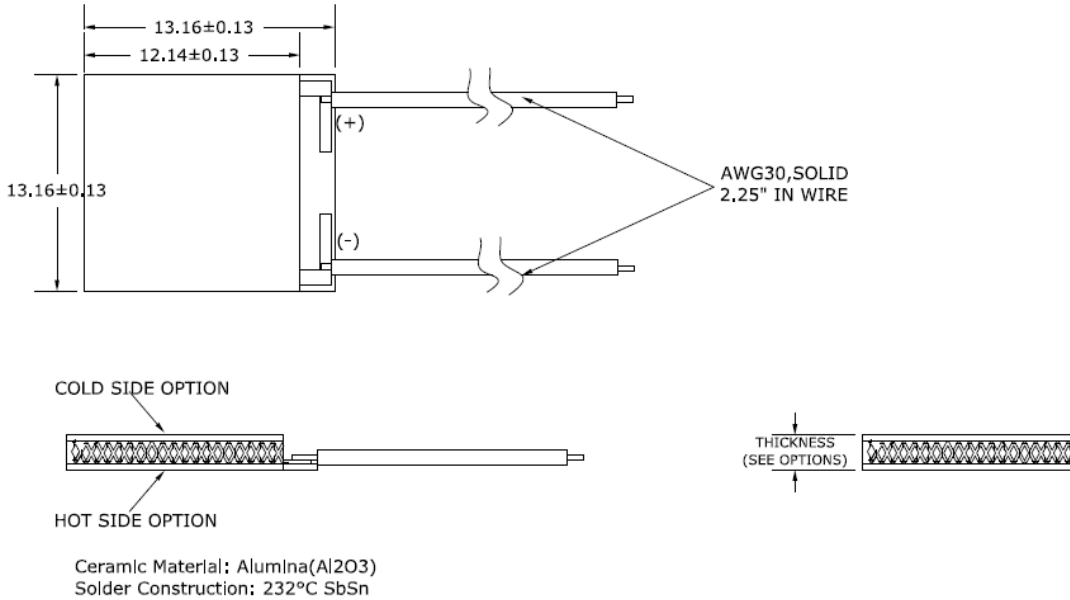 13.16±0.13
12.14±0.13
13.16±0.13
(+)
(-)
AWG30,SOLID
2.25" IN WIRE
COLD SIDE OPTION
HOT SIDE OPTION
THICKNESS
(SEE OPTIONS)
Ceramic Material: Alumina(Al2O3)
Solder Construction: 232°C SbSn